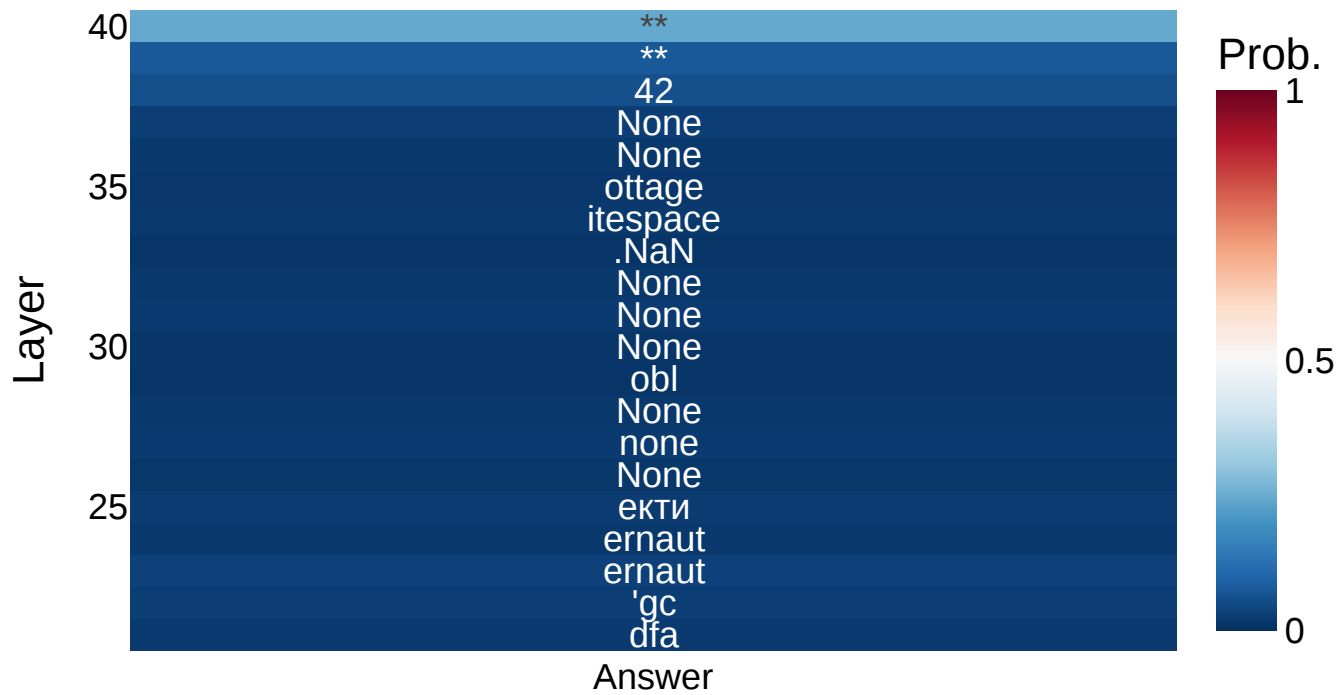 40
**
**
42
None
None
35
ottage
itespace
.NaN
None
None
30
None
obl
None
none
None
25
екти
ernaut
ernaut
'gc
dfa
Layer
Answer
Prob.
1
0.5
0